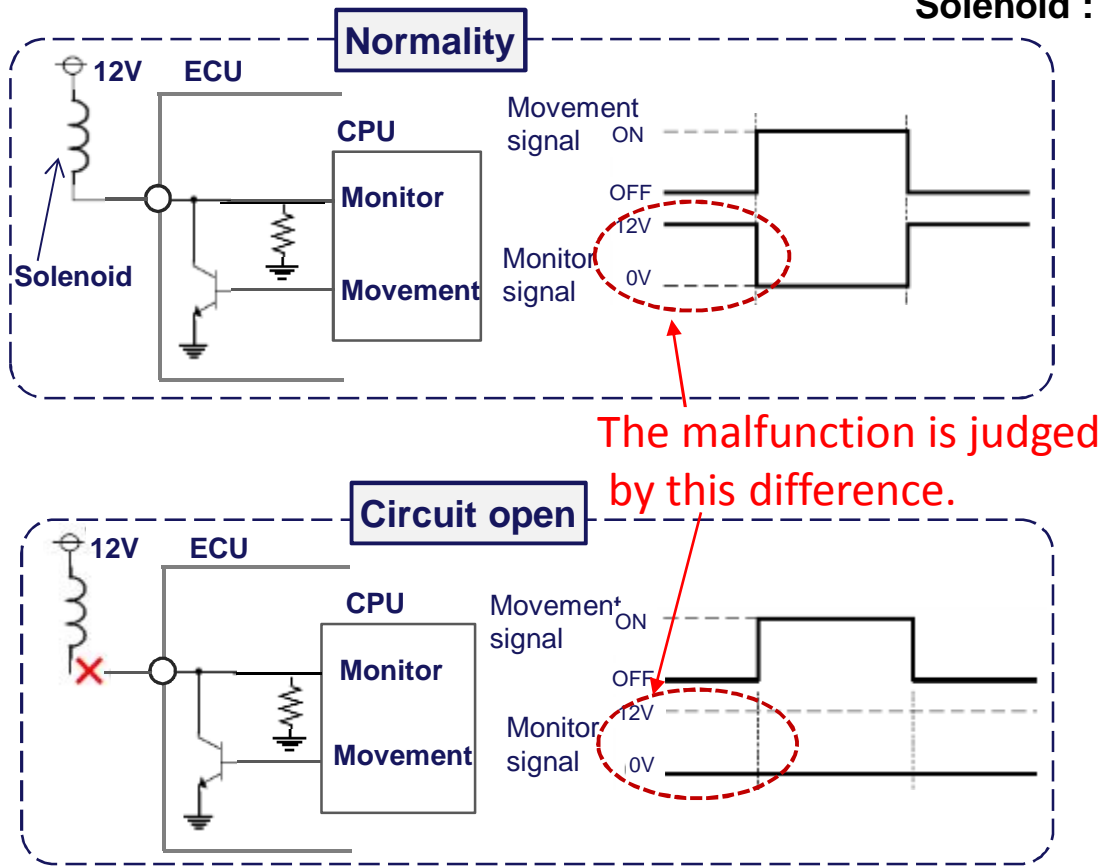 Solenoid :
Normality
12V
ECU
CPU
Monitor
Movement
Solenoid
Movement
signal
ON
OFF
12V
Monitor
signal
0V
The malfunction is judged
by this difference.
Circuit open
12V
ECU
CPU
Monitor
Movement
Movement
signal
ON
OFF
12V
Monitor
signal
0V